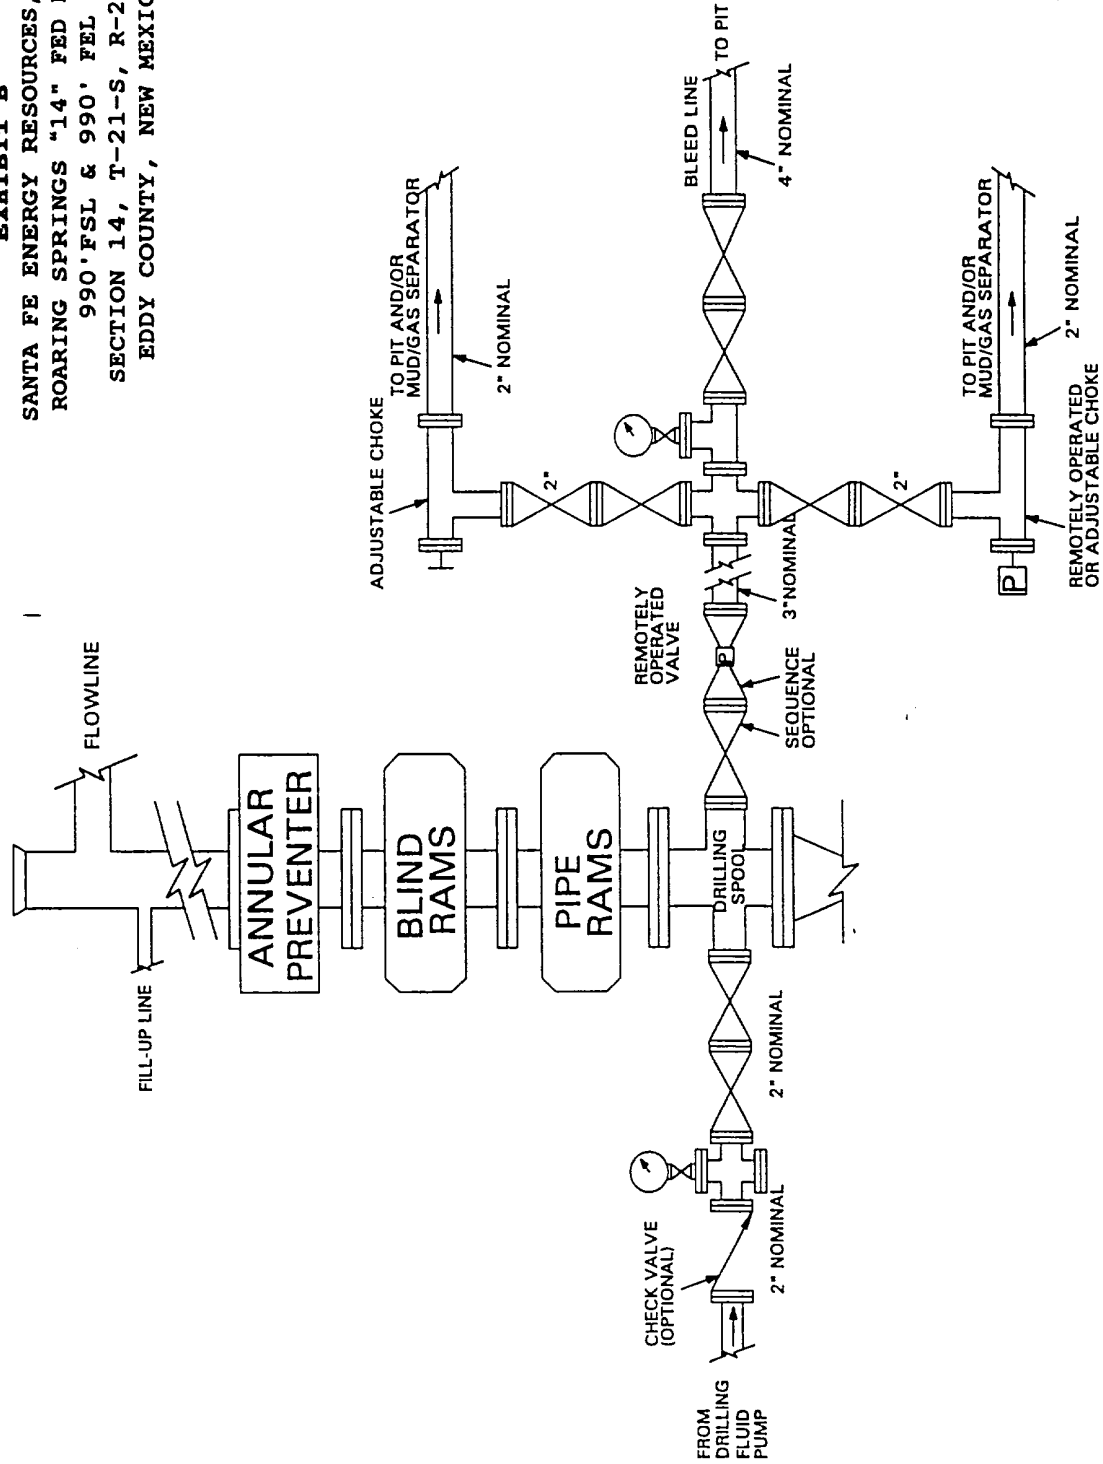 EXHIBIT B
SANTA FE ENERGY RESOURCES,
ROARING SPRINGS "14" FED
990'FSL & 990' FEL
SECTION 14, T-21-S, R-2
EDDY COUNTY, NEW MEXICO
FILL-UP LINE
FLOWLINE
ANNULAR
PREVENTER
BLIND
RAMS
PIPE
RAMS
DRILLING
SPOOL
FROM
DRILLING
FLUID
PUMP
CHECK VALVE
(OPTIONAL)
2" NOMINAL
2" NOMINAL
SEQUENCE
OPTIONAL
REMOTELY
OPERATED
VALVE
P
3"NOMINAL
ADJUSTABLE CHOKE
2"
TO PIT AND/OR
MUD/GAS SEPARATOR
2" NOMINAL
BLEED LINE
TO PIT
4" NOMINAL
2"
TO PIT AND/OR
MUD/GAS SEPARATOR
2" NOMINAL
P
REMOTELY OPERATED
OR ADJUSTABLE CHOKE